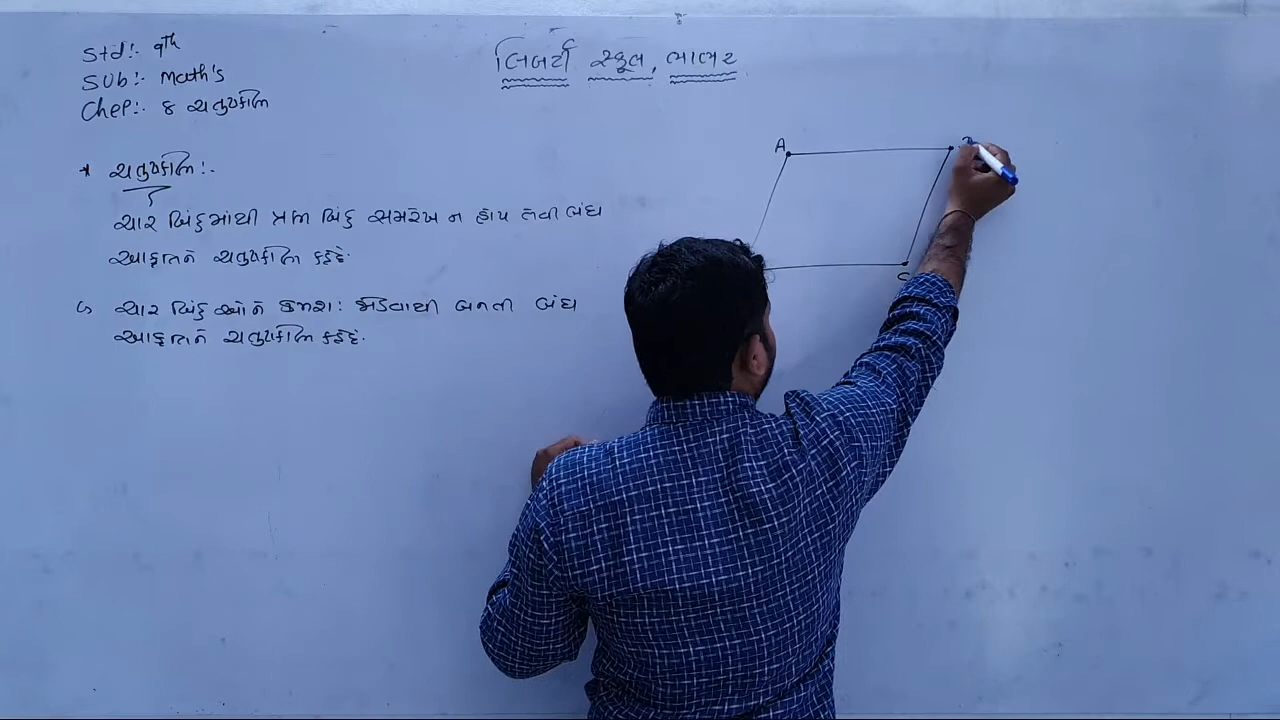 Std:- 9th
Sub:- Math's
Chep:- 8 ચતુષ્કોણ
લિબર્ટી સ્કૂલ, ભાભર
* ચતુષ્કોણ:-
ચાર બિંદુમાંથી ત્રણ બિંદુ સમરેખ ન હોય તેવી બંધ
આકૃતિને ચતુષ્કોણ કહેછે.
ચાર બિંદુઓને ક્રમશ: જોડવાથી બનતી બંધ
આકૃતિને ચતુષ્કોણ કહેછે.
A
D
C